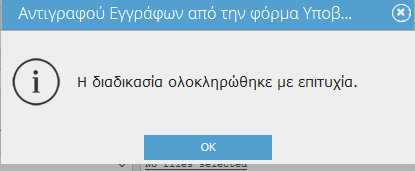 Αντιγραφού Εγγράφων από την φόρμα Υποβ...
Η διαδικασία ολοκληρώθηκε με επιτυχία.
OK
No files selected